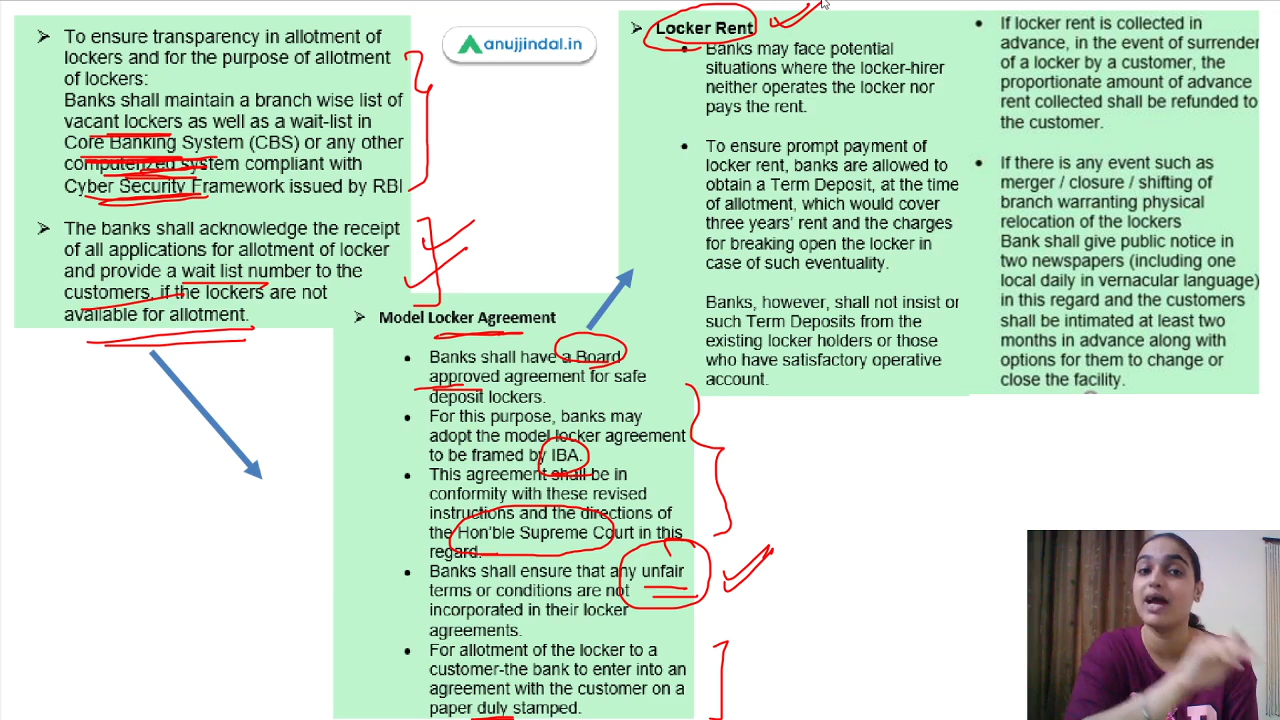 To ensure transparency in allotment of
lockers and for the purpose of allotment
of lockers:
Banks shall maintain a branch wise list of
vacant lockers as well as a wait-list in
Core Banking System (CBS) or any other
computerized system compliant with
Cyber Security Framework issued by RBI
The banks shall acknowledge the receipt
of all applications for allotment of locker
and provide a wait list number to the
customers, if the lockers are not
available for allotment.
anujjindal.in
Model Locker Agreement
Banks shall have a Board
approved agreement for safe
deposit lockers.
For this purpose, banks may
adopt the model locker agreement
to be framed by IBA.
This agreement shall be in
conformity with these revised
instructions and the directions of
the Hon'ble Supreme Court in this
regard.
Banks shall ensure that any unfair
terms or conditions are not
incorporated in their locker
agreements.
For allotment of the locker to a
customer-the bank to enter into an
agreement with the customer on a
paper duly stamped.
Locker Rent
Banks may face potential
situations where the locker-hirer
neither operates the locker nor
pays the rent.
To ensure prompt payment of
locker rent, banks are allowed to
obtain a Term Deposit, at the time
of allotment, which would cover
three years' rent and the charges
for breaking open the locker in
case of such eventuality.
Banks, however, shall not insist on
such Term Deposits from the
existing locker holders or those
who have satisfactory operative
account.
If locker rent is collected in
advance, in the event of surrender
of a locker by a customer, the
proportionate amount of advance
rent collected shall be refunded to
the customer.
If there is any event such as
merger / closure / shifting of
branch warranting physical
relocation of the lockers
Bank shall give public notice in
two newspapers (including one
local daily in vernacular language)
in this regard and the customers
shall be intimated at least two
months in advance along with
options for them to change or
close the facility.